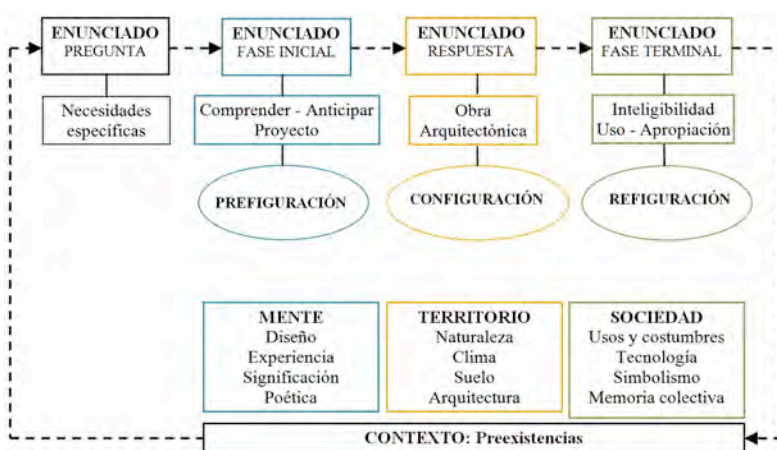 ENUNCIADO
PREGUNTA
ENUNCIADO
FASE INICIAL
ENUNCIADO
RESPUESTA
ENUNCIADO
FASE TERMINAL
Necesidades
específicas
Comprender - Anticipar
Proyecto
Obra
Arquitectónica
Inteligibilidad
Uso - Apropiación
PREFIGURACIÓN
CONFIGURACIÓN
REFIGURACIÓN
MENTE
Diseño
Experiencia
Significación
Poética
TERRITORIO
Naturaleza
Clima
Suelo
Arquitectura
SOCIEDAD
Usos y costumbres
Tecnología
Simbolismo
Memoria colectiva
CONTEXTO: Preexistencias